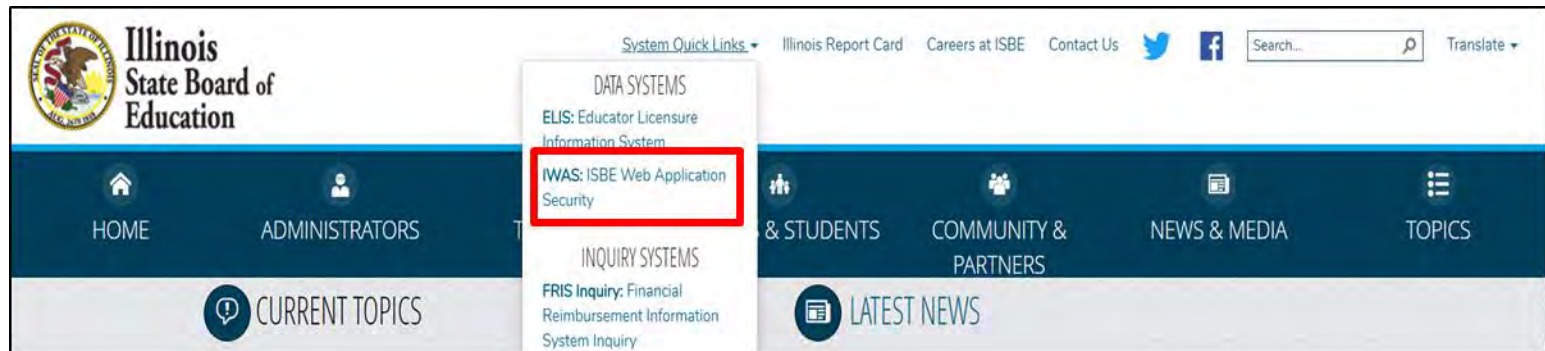 Illinois
State Board of
Education
System Quick Links
Illinois Report Card
Careers at ISBE
Contact Us
Search...
Translate
DATA SYSTEMS
ELIS: Educator Licensure
Information System
IWAS: ISBE Web Application
Security
INQUIRY SYSTEMS
FRIS Inquiry: Financial
Reimbursement Information
System Inquiry
HOME
ADMINISTRATORS
T
& STUDENTS
COMMUNITY &
PARTNERS
NEWS & MEDIA
TOPICS
CURRENT TOPICS
LATEST NEWS